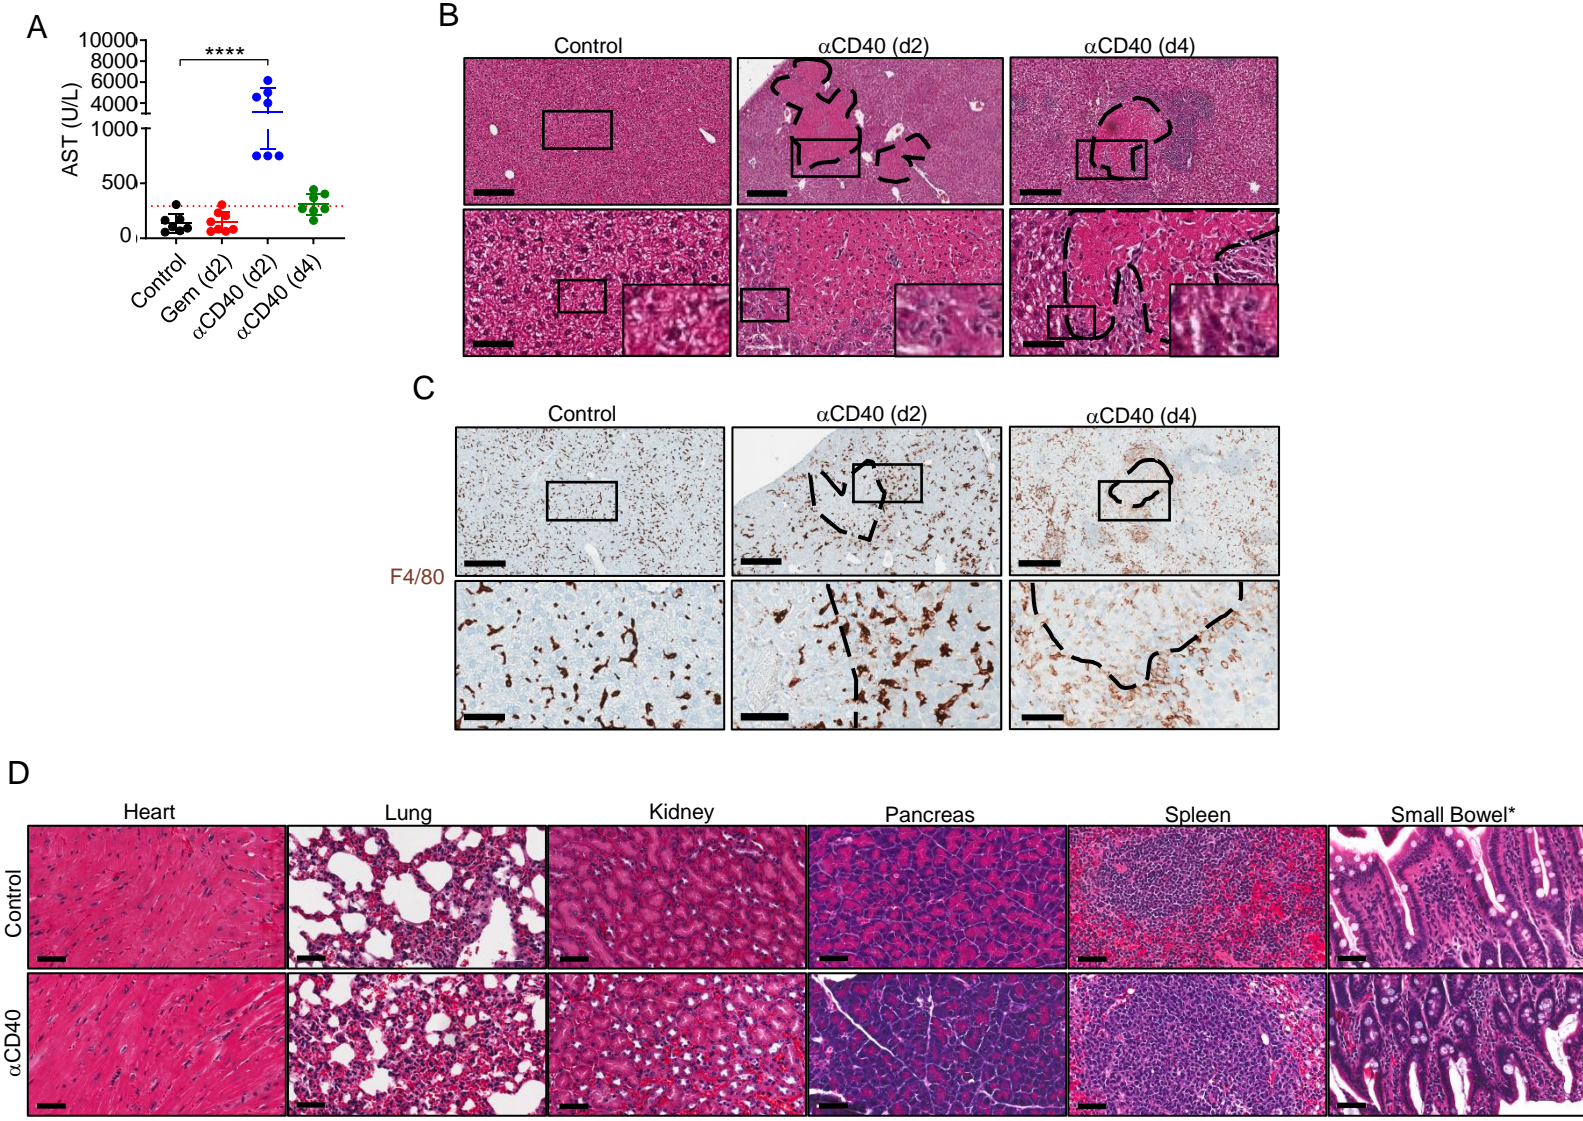 A
AST (U/L)
10000
8000
6000
4000
1000
500
0
****
Control
Gem (d2)
αCD40 (d2)
αCD40 (d4)
B
Control
αCD40 (d2)
αCD40 (d4)
C
Control
αCD40 (d2)
αCD40 (d4)
F4/80
D
Heart
Lung
Kidney
Pancreas
Spleen
Small Bowel*
Control
αCD40